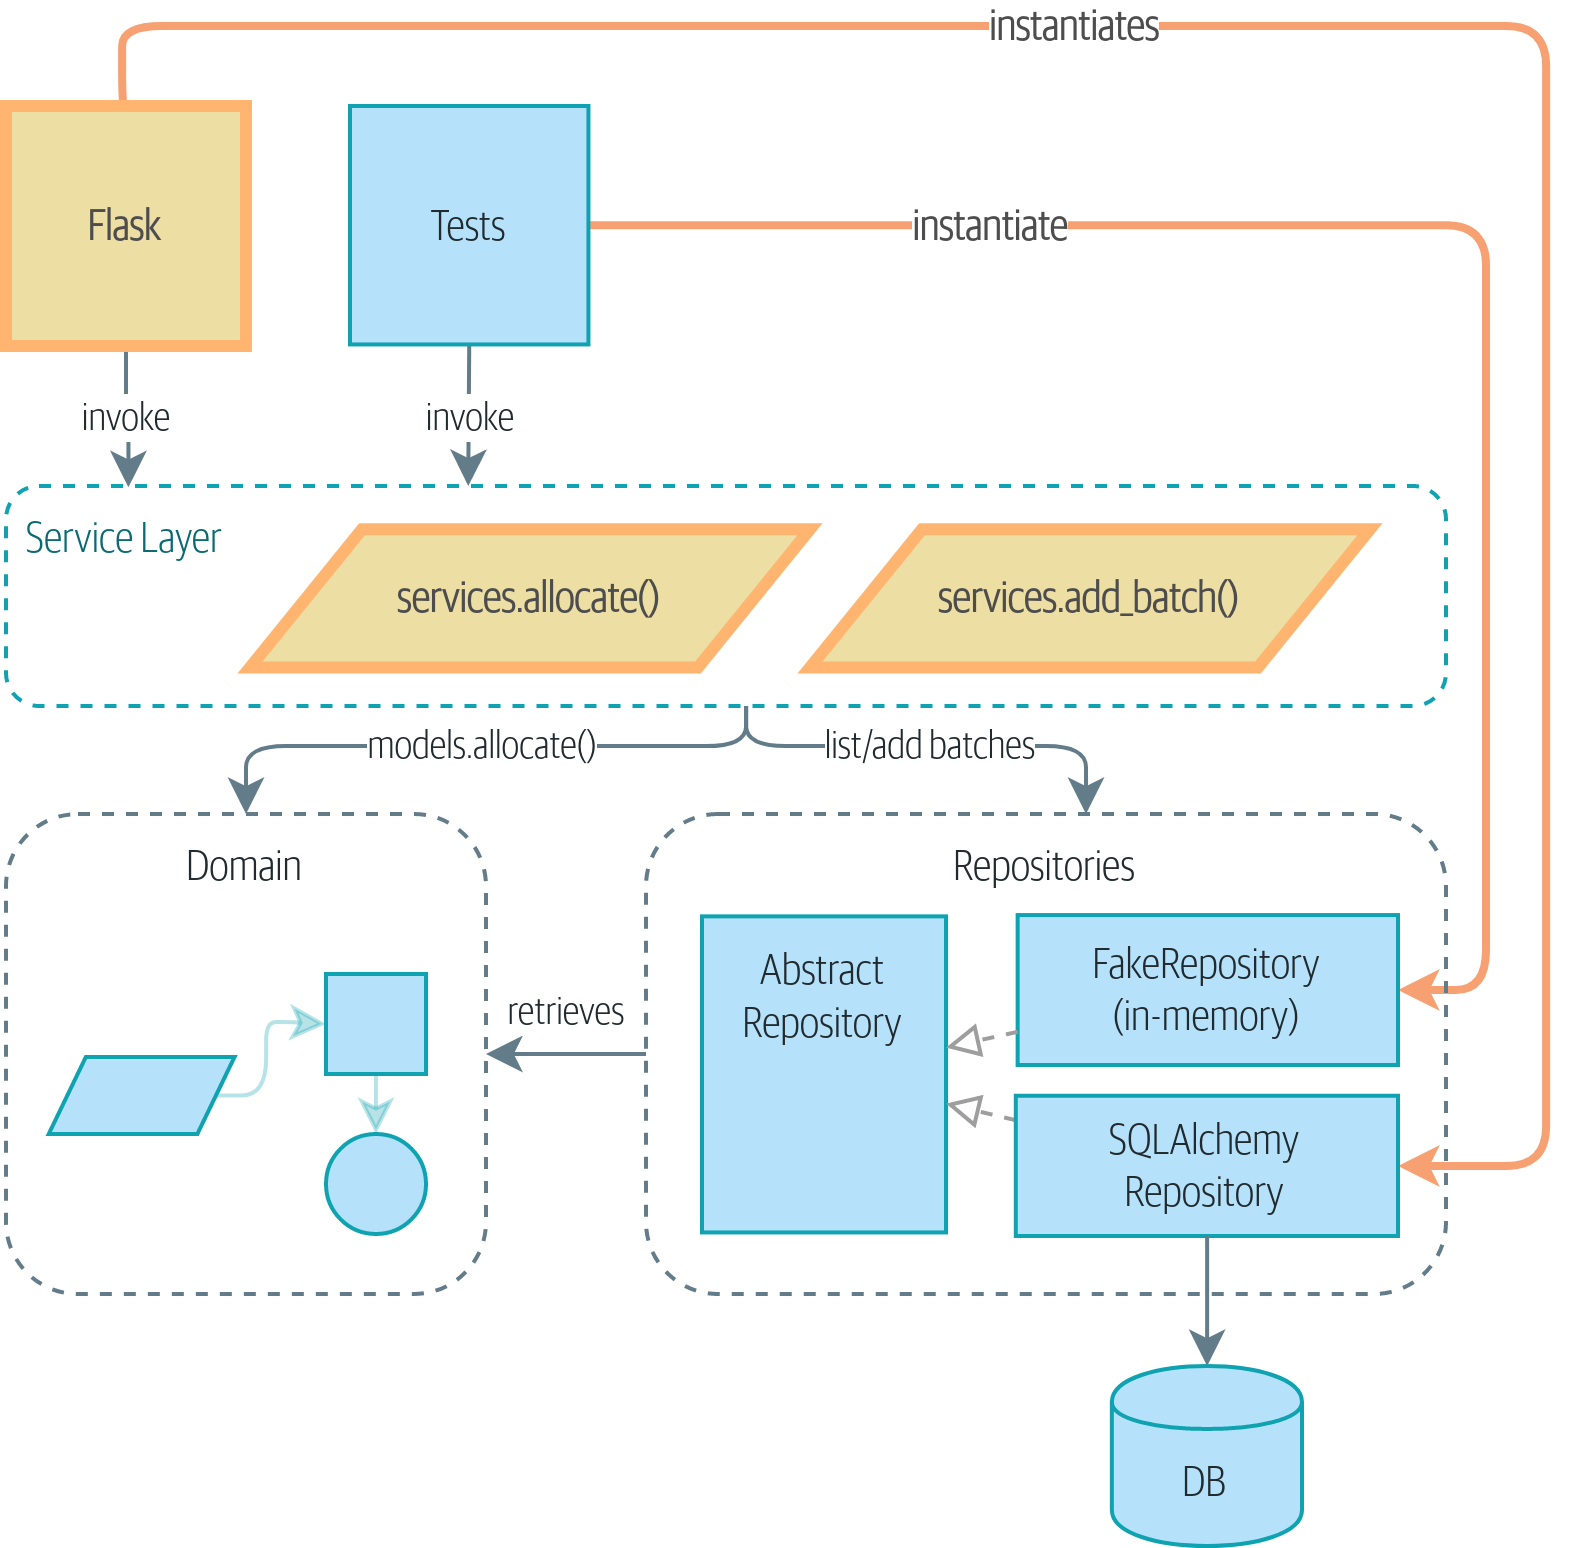 instantiates
Flask
Tests
instantiate
invoke
invoke
Service Layer
services.allocate()
services.add_batch()
models.allocate()
list/add batches
Domain
Repositories
retrieves
Abstract
Repository
FakeRepository
(in-memory)
SQLAlchemy
Repository
DB